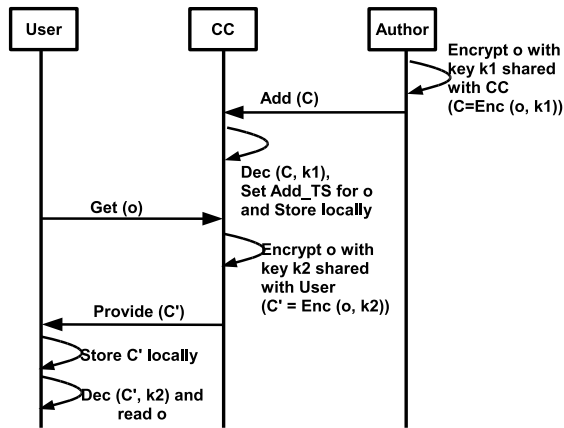 User
CC
Author
Encrypt o with
key k1 shared
with CC
(C=Enc (o, k1))
Add (C)
Dec (C, k1),
Set Add_TS for o
and Store locally
Get (o)
Encrypt o with
key k2 shared
with User
(C' = Enc (o, k2))
Provide (C')
Store C' locally
Dec (C', k2) and
read o